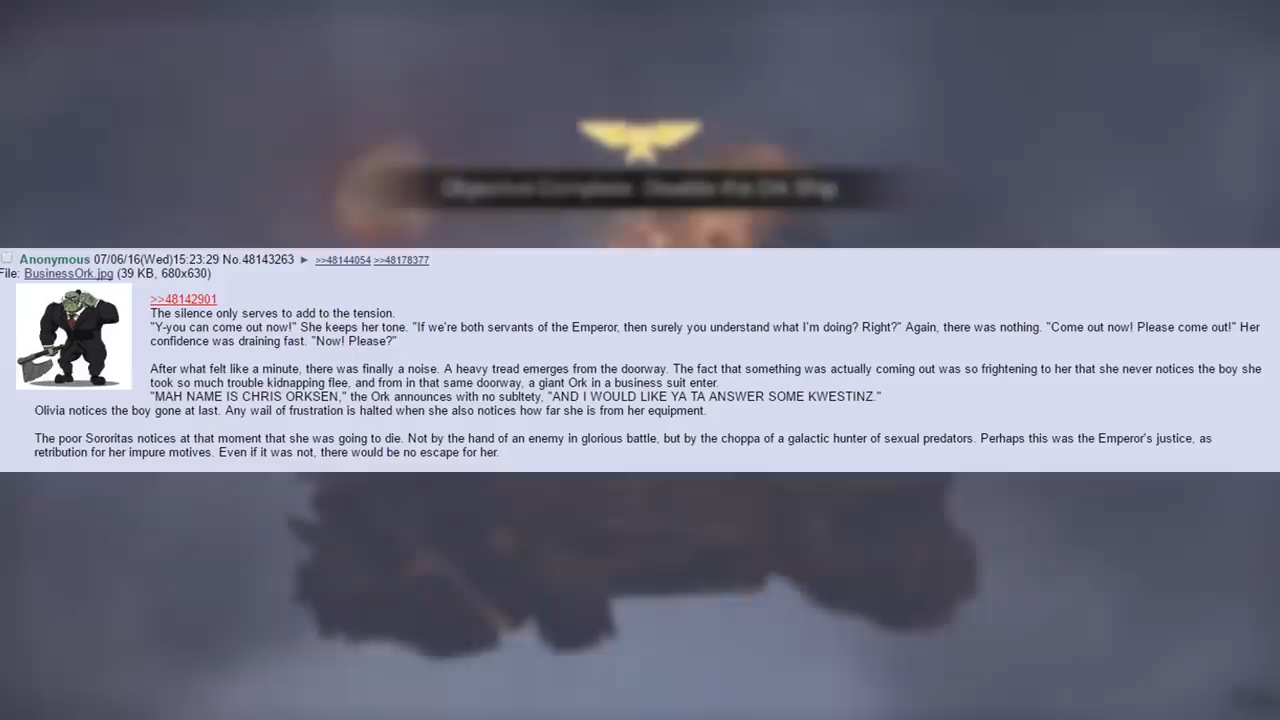 Objective Complete: Disable the Ork Ship
Anonymous 07/06/16(Wed)15:23:29 No.48143263 ► >>48144054 >>48178377
File: BusinessOrk.jpg (39 KB, 680x630)
>>48142901
The silence only serves to add to the tension.
"Y-you can come out now!" She keeps her tone. "If we're both servants of the Emperor, then surely you understand what I'm doing? Right?" Again, there was nothing. "Come out now! Please come out!" Her
confidence was draining fast. "Now! Please?"
After what felt like a minute, there was finally a noise. A heavy tread emerges from the doorway. The fact that something was actually coming out was so frightening to her that she never notices the boy she
took so much trouble kidnapping flee, and from in that same doorway, a giant Ork in a business suit enter.
"MAH NAME IS CHRIS ORKSEN," the Ork announces with no subltety, "AND I WOULD LIKE YA TA ANSWER SOME KWESTINZ."
Olivia notices the boy gone at last. Any wail of frustration is halted when she also notices how far she is from her equipment.
The poor Sororitas notices at that moment that she was going to die. Not by the hand of an enemy in glorious battle, but by the choppa of a galactic hunter of sexual predators. Perhaps this was the Emperor's justice, as
retribution for her impure motives. Even if it was not, there would be no escape for her.